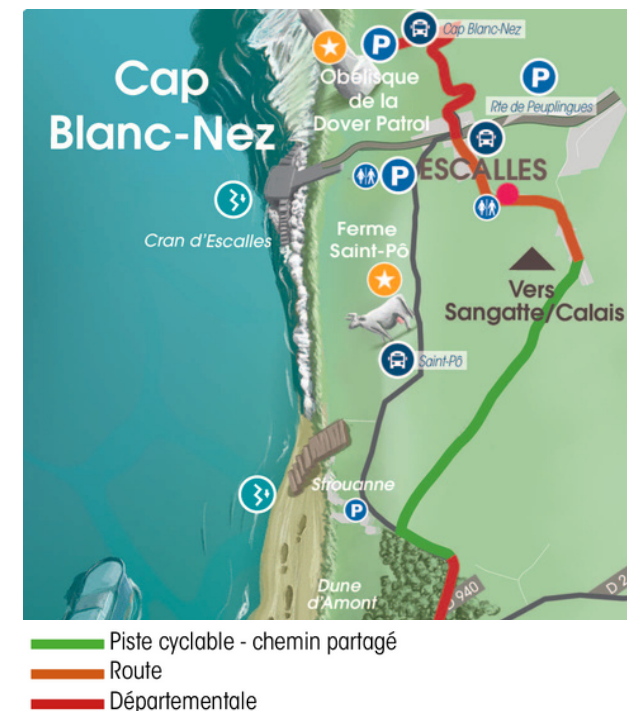 Cap Blanc-Nez
P
Obélisque
de la
Dover Patrol
Cap
Blanc-Nez
P
Rte de Peuplingues
P
ESCALLES
Cran d'Escalles
Ferme
Saint-Pô
Vers
Sangatte/Calais
Saint-Pô
Strouanne
P
Dune
d'Amont
D 940
D 2
Piste cyclable - chemin partagé
Route
Départementale